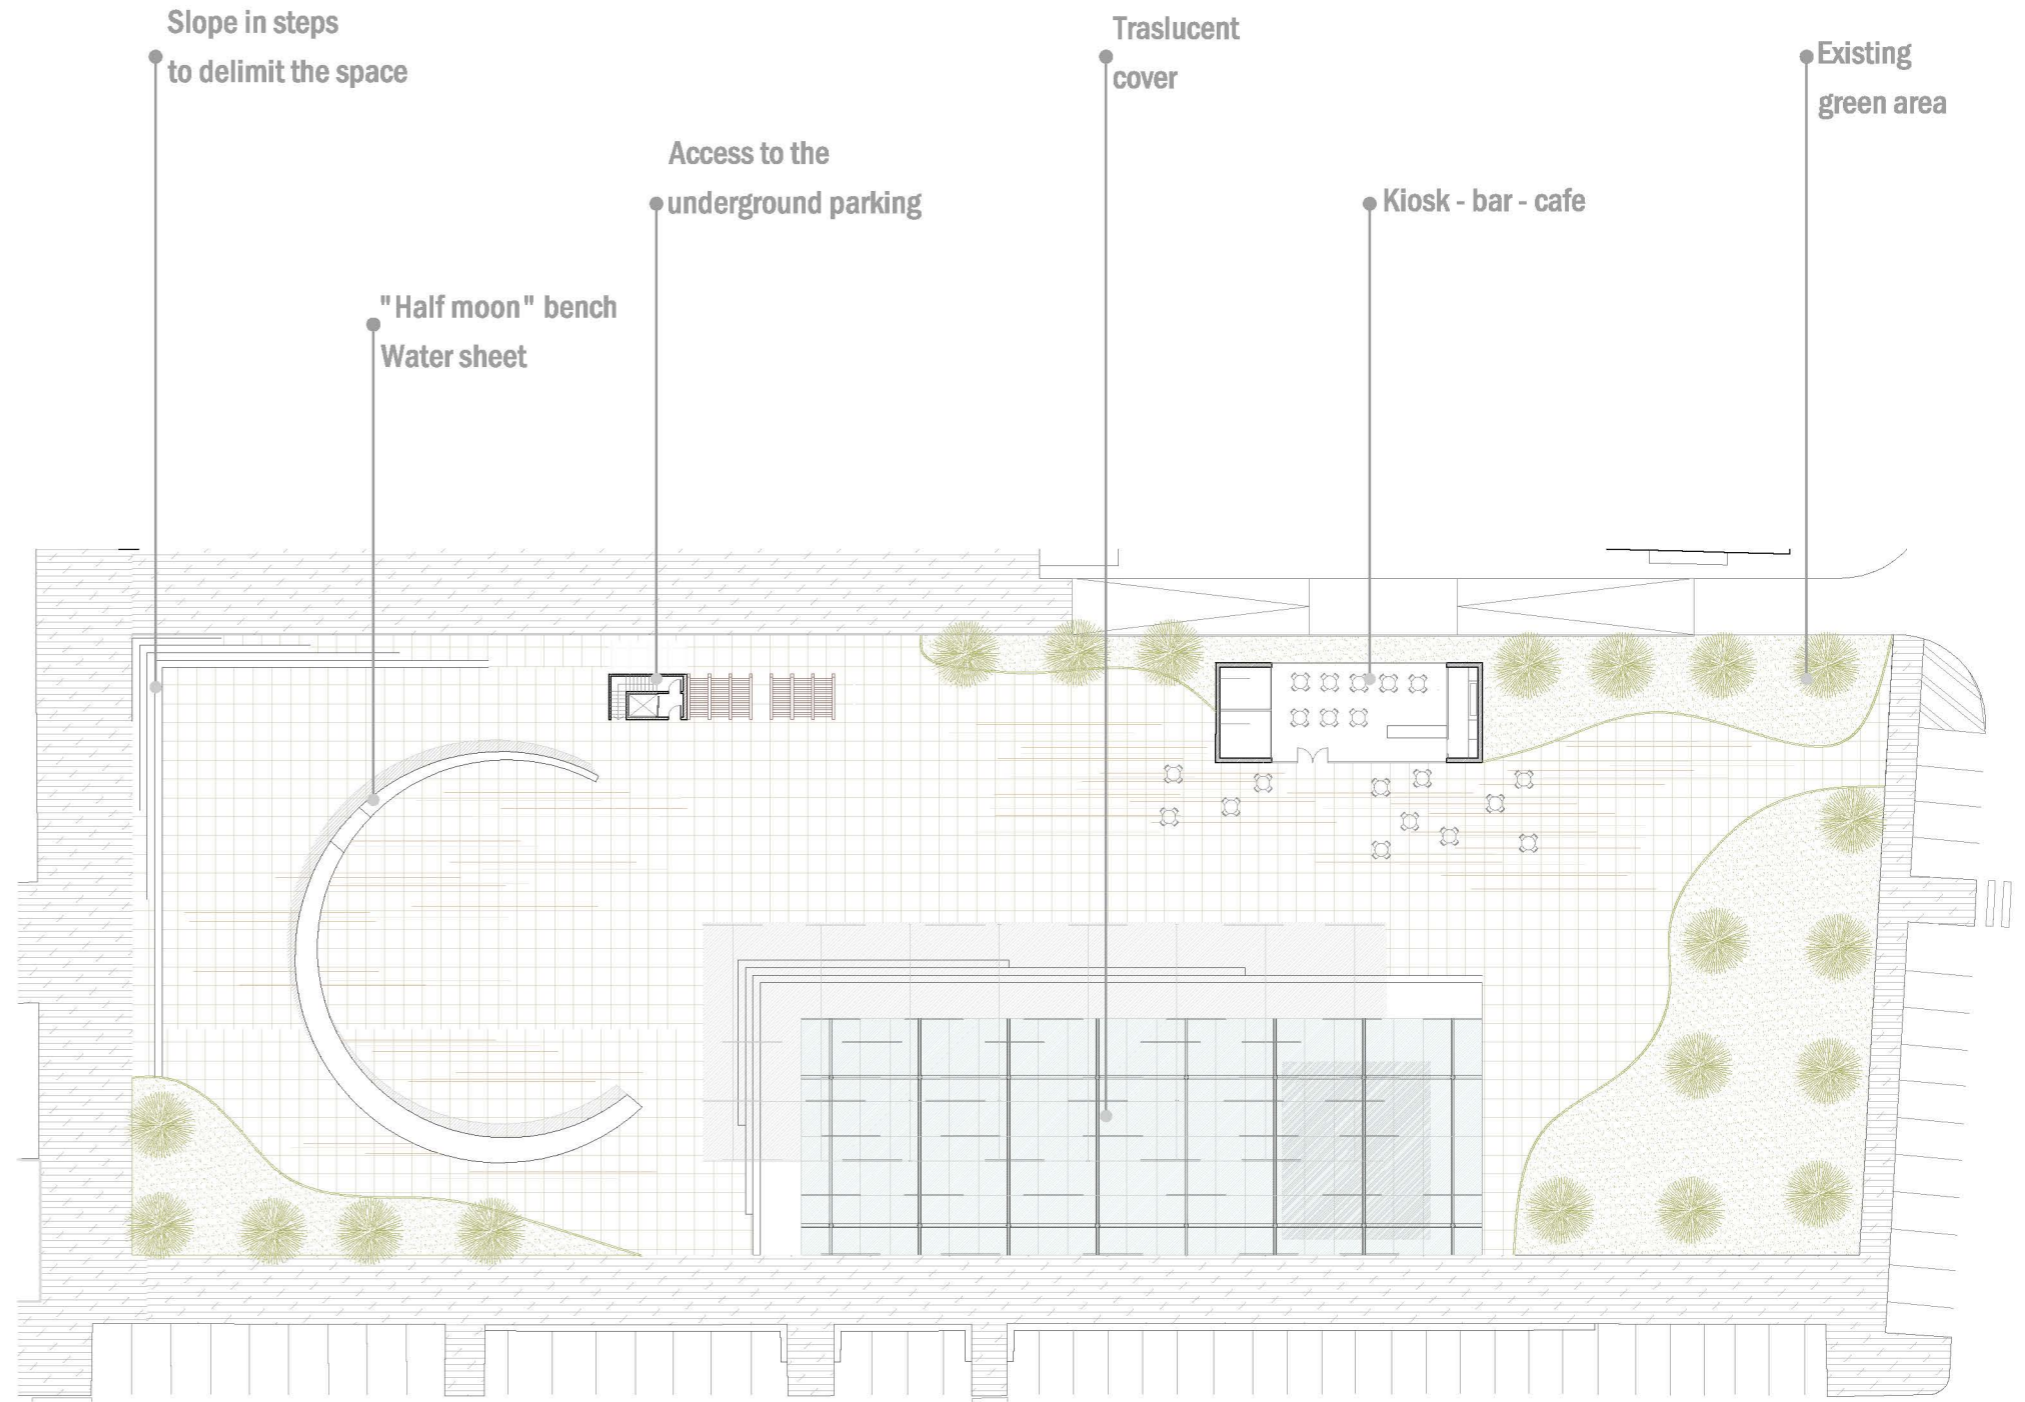 Slope in steps
to delimit the space
Traslucent
cover
Existing
green area
Access to the
underground parking
Kiosk - bar - cafe
"Half moon" bench
Water sheet